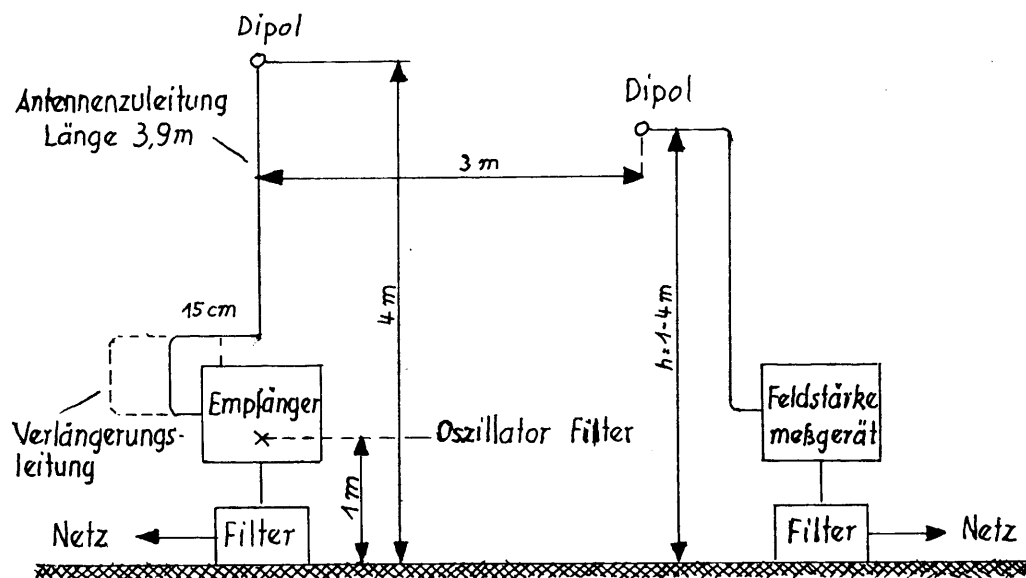 Dipol
Antennenzuleitung
Länge 3,9m
Dipol
3 m
15 cm
4 m
h=1-4m
Empfänger
Feldstärke
meßgerät
Verlängerungs-
leitung
Oszillator Filter
1m
Netz
Filter
Filter
Netz